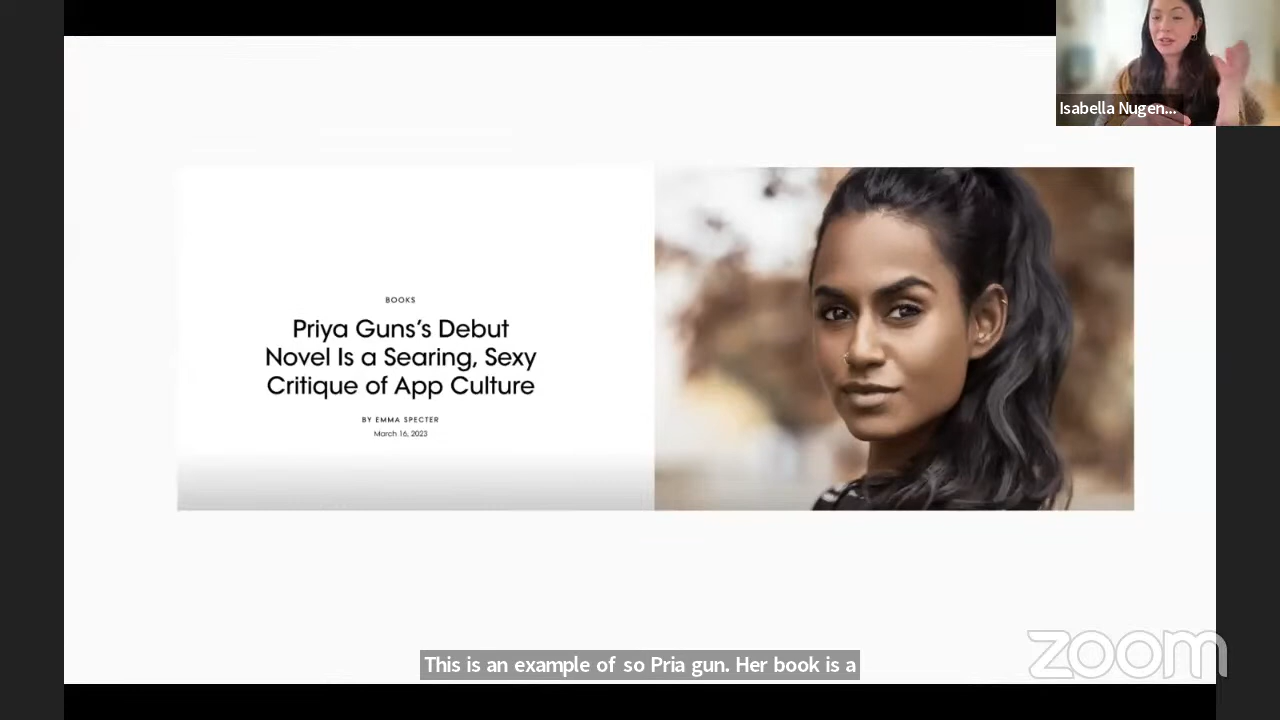 Isabella Nugen...
BOOKS
Priya Guns’s Debut
Novel Is a Searing, Sexy
Critique of App Culture
BY EMMA SPECTER
March 16, 2023
This is an example of so Pria gun. Her book is a
zoom